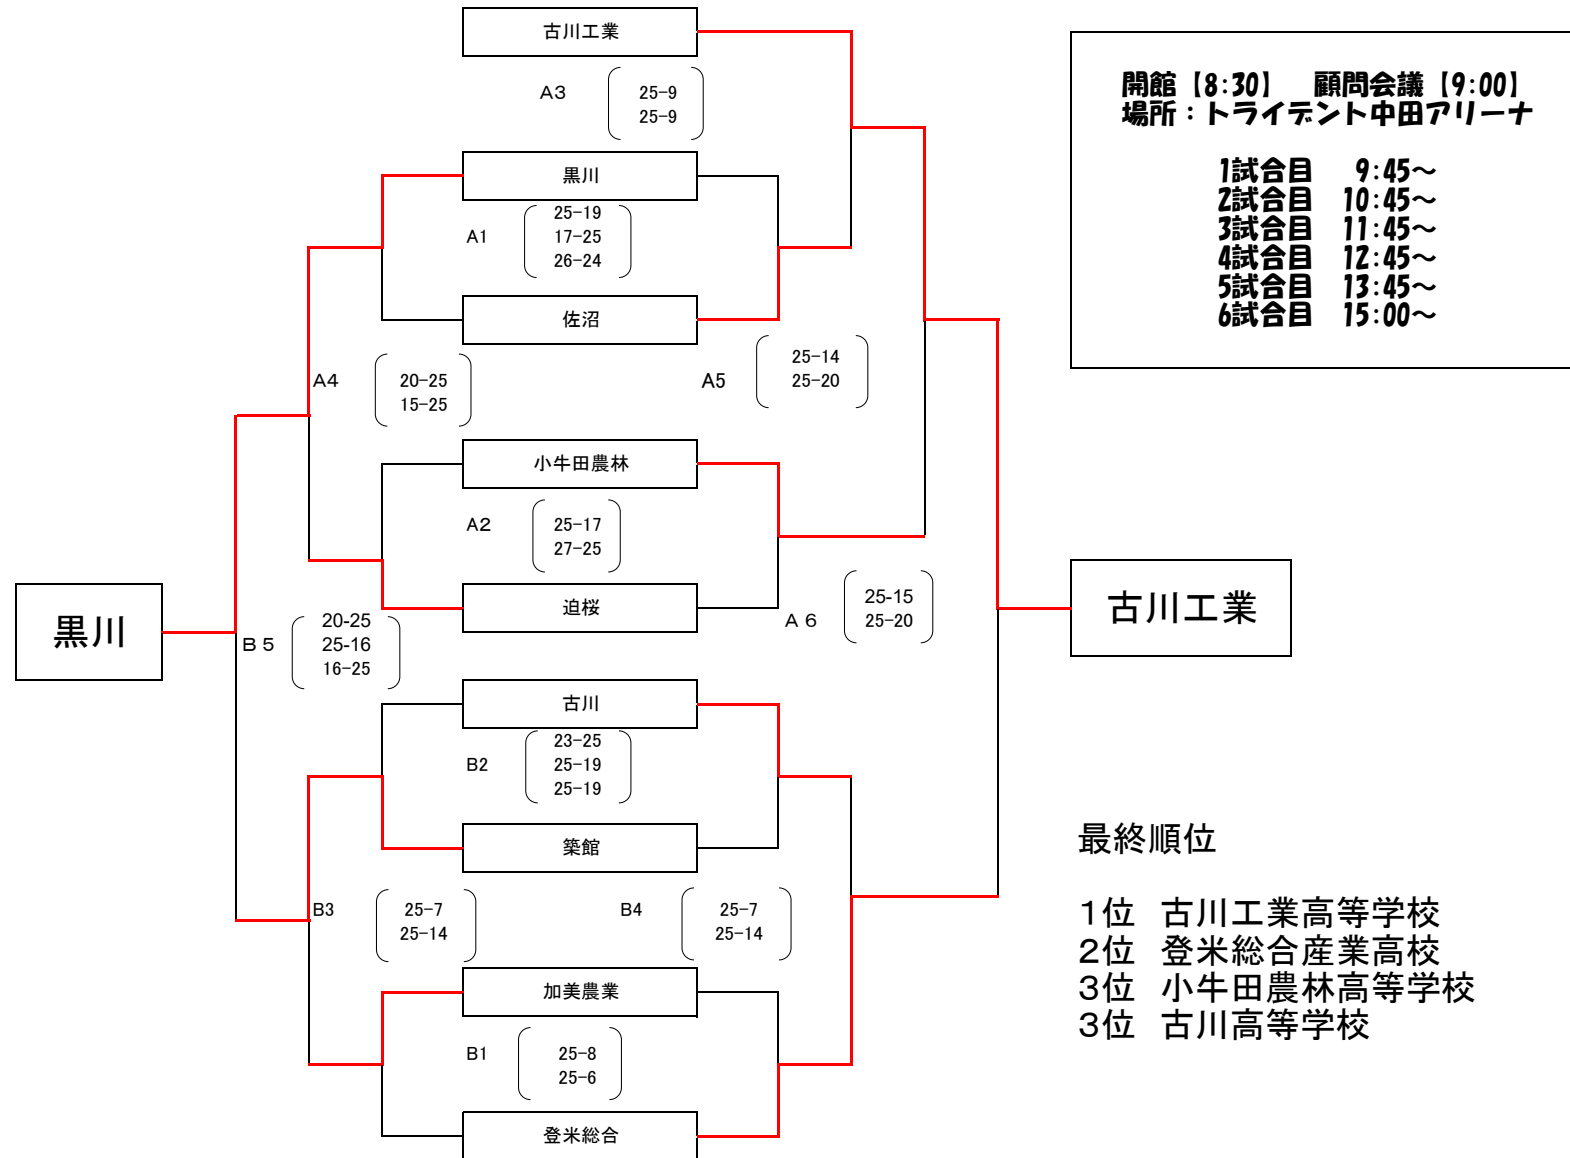 古川工業
A3
25-9
25-9
開館【8:30】　顧問会議【9:00】
場所：トライデント中田アリーナ
1試合目　9:45～
2試合目　10:45～
3試合目　11:45～
4試合目　12:45～
5試合目　13:45～
6試合目　15:00～
黒川
A1
25-19
17-25
26-24
佐沼
A4
20-25
15-25
A5
25-14
25-20
小牛田農林
A2
25-17
27-25
迫桜
A 6
25-15
25-20
黒川
B 5
20-25
25-16
16-25
古川工業
古川
B2
23-25
25-19
25-19
築館
B3
25-7
25-14
B4
25-7
25-14
加美農業
B1
25-8
25-6
登米総合
最終順位
1位　古川工業高等学校
2位　登米総合産業高校
3位　小牛田農林高等学校
3位　古川高等学校